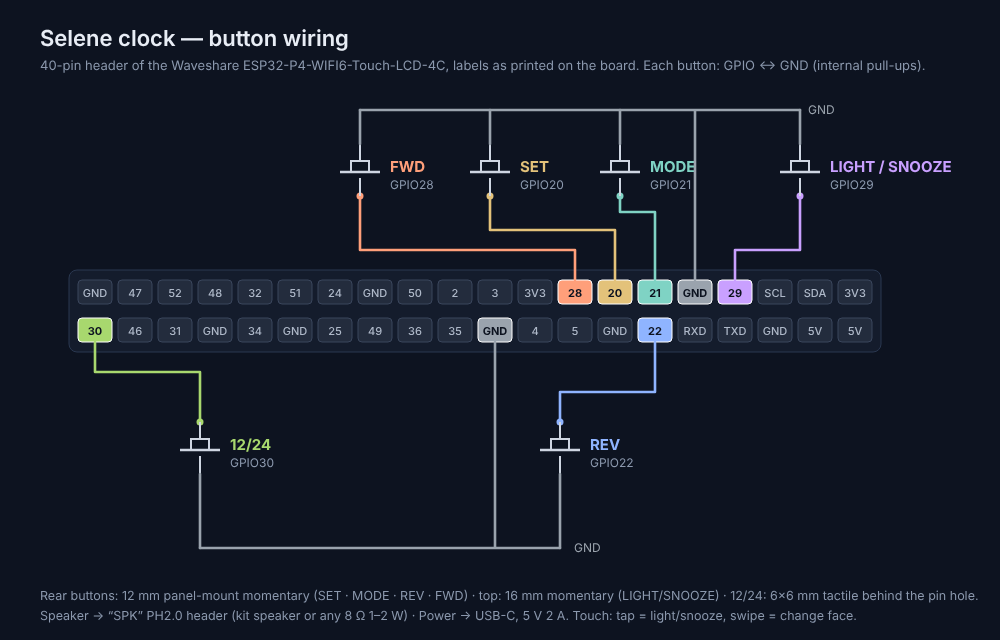 Selene clock — button wiring
40-pin header of the Waveshare ESP32-P4-WIFI6-Touch-LCD-4C, labels as printed on the board. Each button: GPIO ↔ GND (internal pull-ups).
GND
FWD
GPIO28
SET
GPIO20
MODE
GPIO21
LIGHT / SNOOZE
GPIO29
GND 47 52 48 32 51 24 GND 50 2 3 3V3 28 20 21 GND 29 SCL SDA 3V3
30 46 31 GND 34 GND 25 49 36 35 GND 4 5 GND 22 RXD TXD GND 5V 5V
12/24
GPIO30
REV
GPIO22
GND
Rear buttons: 12 mm panel-mount momentary (SET · MODE · REV · FWD) · top: 16 mm momentary (LIGHT/SNOOZE) · 12/24: 6×6 mm tactile behind the pin hole.
Speaker → “SPK” PH2.0 header (kit speaker or any 8 Ω 1–2 W) · Power → USB-C, 5 V 2 A. Touch: tap = light/snooze, swipe = change face.